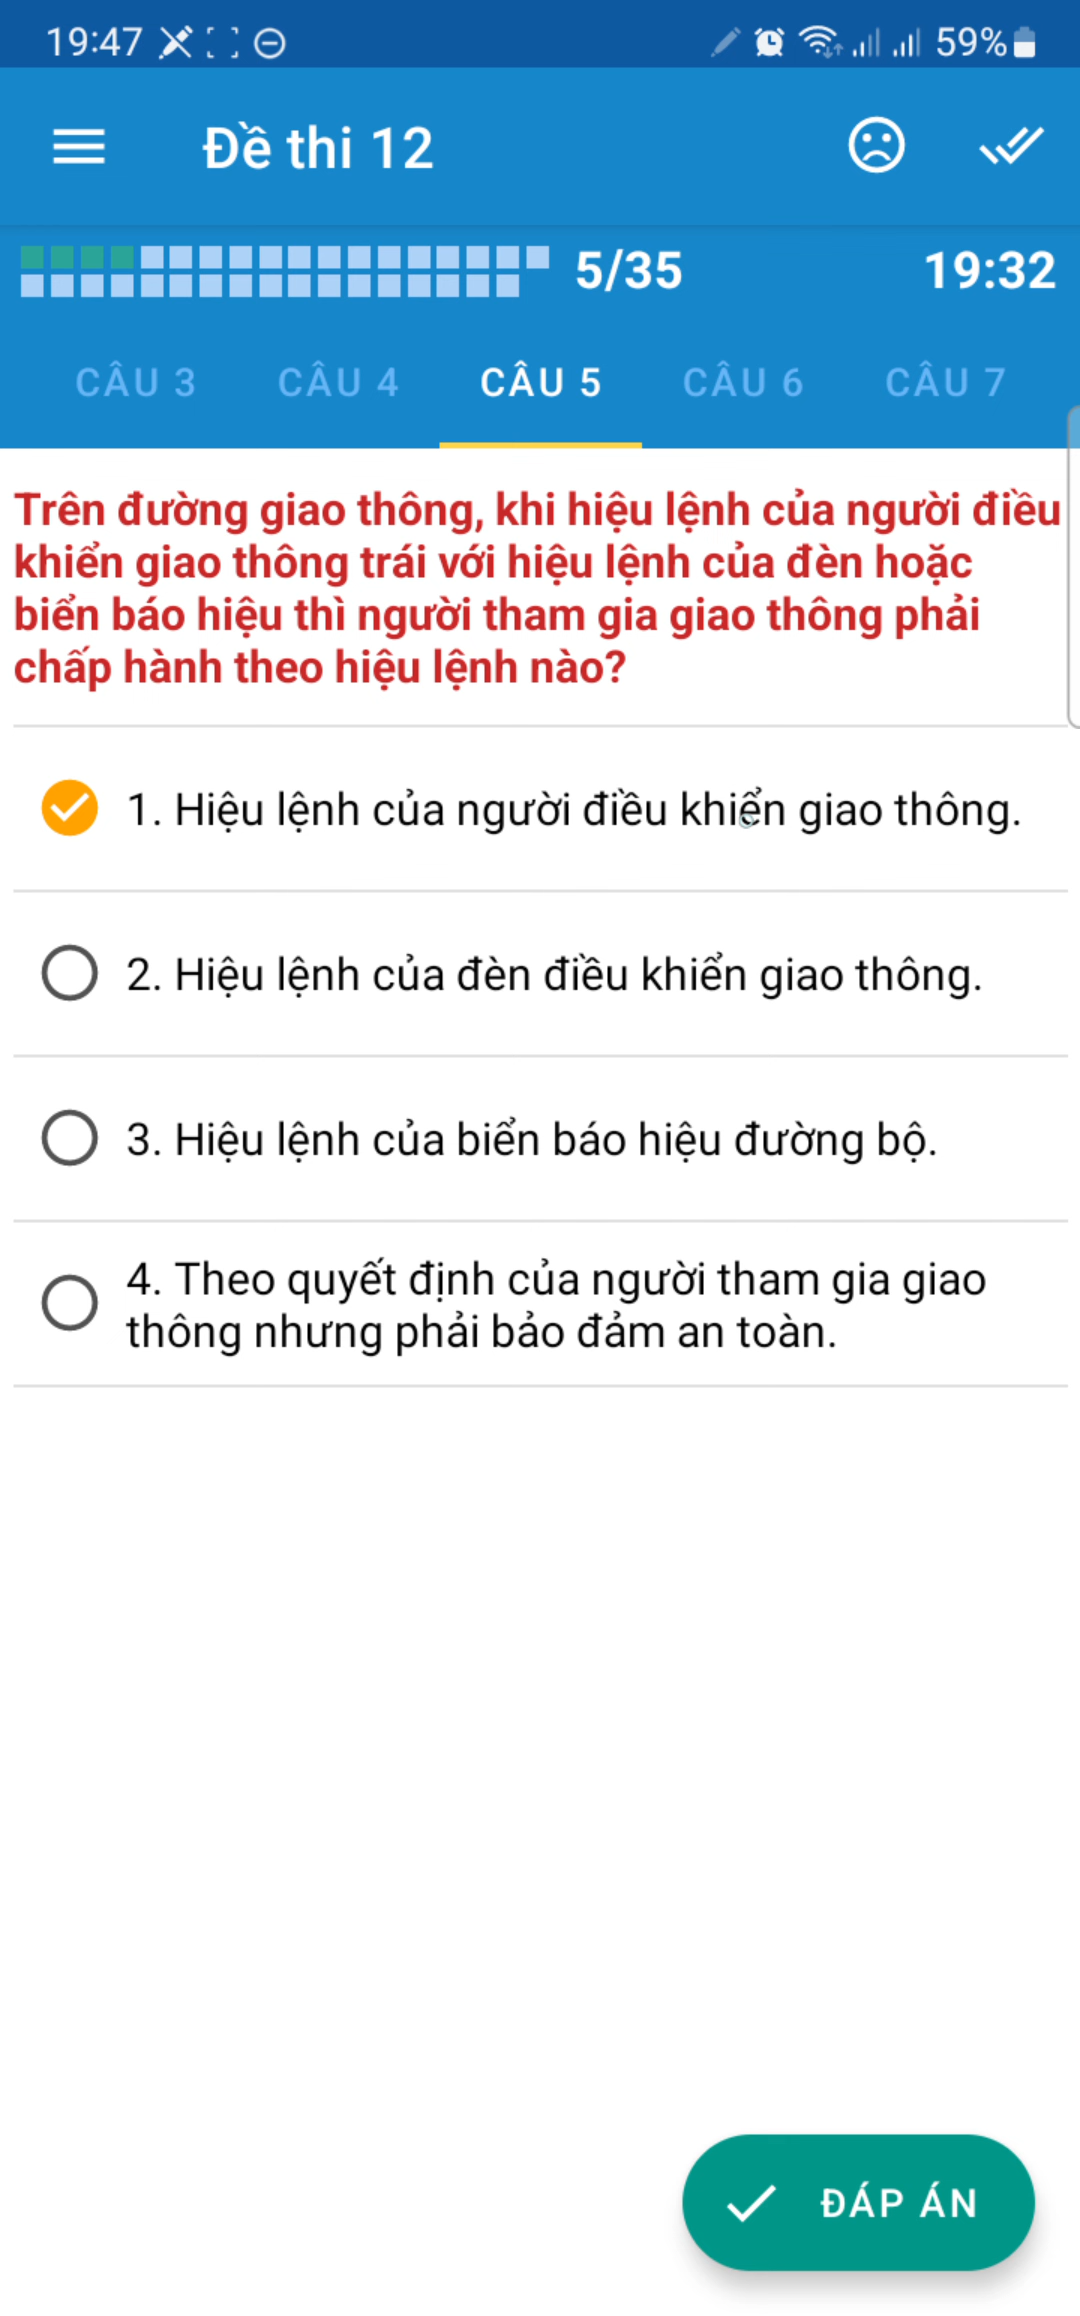 19:47
59%
Đề thi 12
5/35
19:32
CÂU 3
CÂU 4
CÂU 5
CÂU 6
CÂU 7
Trên đường giao thông, khi hiệu lệnh của người điều
khiển giao thông trái với hiệu lệnh của đèn hoặc
biển báo hiệu thì người tham gia giao thông phải
chấp hành theo hiệu lệnh nào?
1. Hiệu lệnh của người điều khiển giao thông.
2. Hiệu lệnh của đèn điều khiển giao thông.
3. Hiệu lệnh của biển báo hiệu đường bộ.
4. Theo quyết định của người tham gia giao
thông nhưng phải bảo đảm an toàn.
ĐÁP ÁN